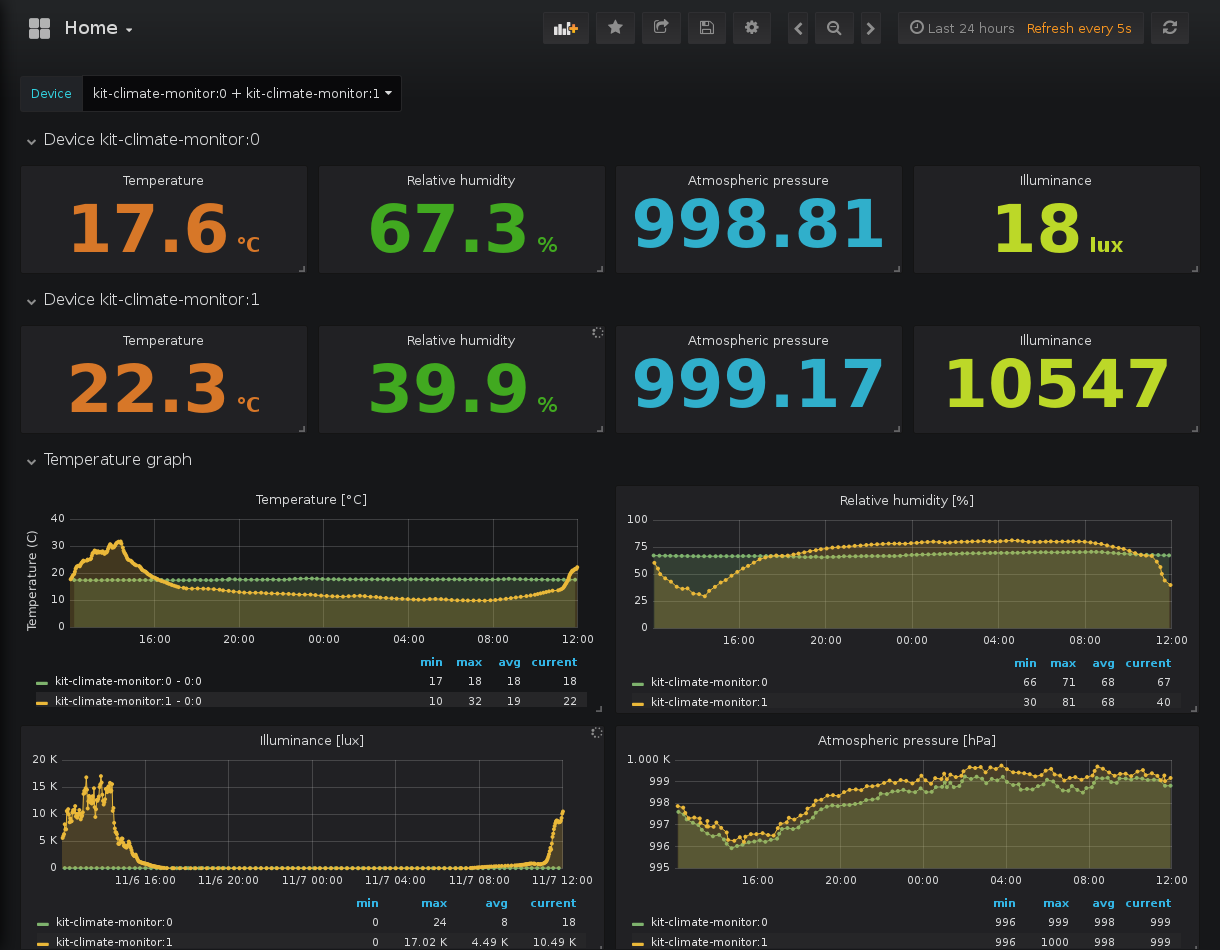 Home
Last 24 hours Refresh every 5s
Device kit-climate-monitor:0 + kit-climate-monitor:1
Device kit-climate-monitor:0
Temperature Relative humidity Atmospheric pressure Illuminance
17.6 °C 67.3 % 998.81 18 lux
Device kit-climate-monitor:1
Temperature Relative humidity Atmospheric pressure Illuminance
22.3 °C 39.9 % 999.17 10547
Temperature graph
Temperature [°C]
Temperature (C)
40
30
20
10
0
16:00 20:00 00:00 04:00 08:00 12:00
min max avg current
kit-climate-monitor:0 - 0:0 17 18 18 18
kit-climate-monitor:1 - 0:0 10 32 19 22
Relative humidity [%]
100
75
50
25
0
16:00 20:00 00:00 04:00 08:00 12:00
min max avg current
kit-climate-monitor:0 66 71 68 67
kit-climate-monitor:1 30 81 68 40
Illuminance [lux]
20 K
15 K
10 K
5 K
0
11/6 16:00 11/6 20:00 11/7 00:00 11/7 04:00 11/7 08:00 11/7 12:00
min max avg current
kit-climate-monitor:0 0 24 8 18
kit-climate-monitor:1 0 17.02 K 4.49 K 10.49 K
Atmospheric pressure [hPa]
1.000 K
999
998
997
996
995
16:00 20:00 00:00 04:00 08:00 12:00
min max avg current
kit-climate-monitor:0 996 999 998 999
kit-climate-monitor:1 996 1000 998 999